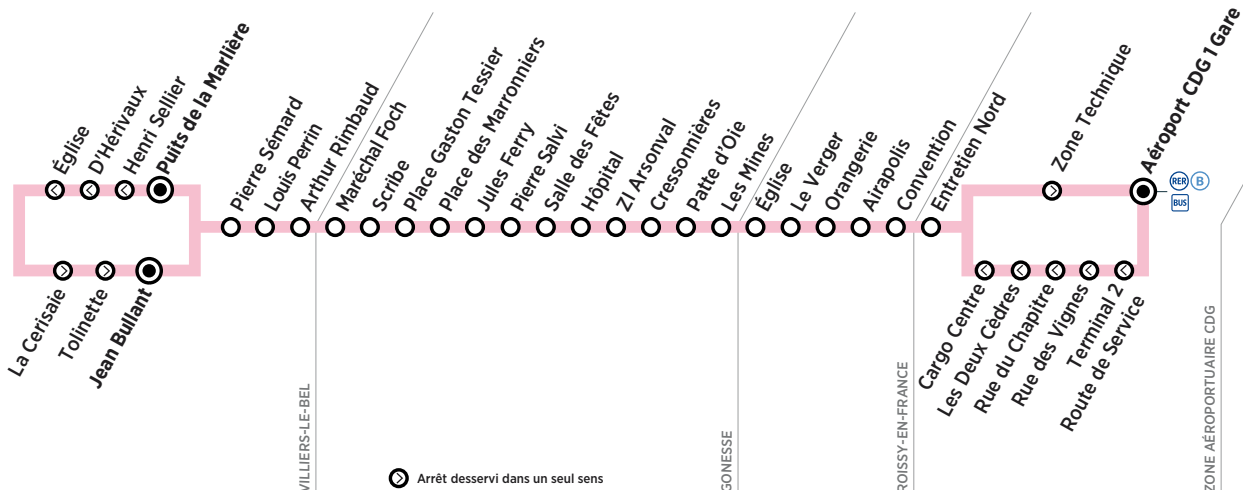 Église
D'Hérivaux
Henri Sellier
Puits de la Marlière
La Cerisaie
Tolinette
Jean Bullant
Pierre Sémard
Louis Perrin
Arthur Rimbaud
Maréchal Foch
Scribe
Place Gaston Tessier
Place des Marronniers
Jules Ferry
Pierre Salvi
Salle des Fêtes
Hôpital
ZI Arsonval
Cressonnières
Patte d'Oie
Les Mines
Église
Le Verger
Orangerie
Airapolis
Convention
Entretien Nord
Zone Technique
Aéroport CDG 1 Gare
RER B
BUS
Cargo Centre
Les Deux Cèdres
Rue du Chapitre
Rue des Vignes
Terminal 2
Route de Service
VILLIERS-LE-BEL
GONESSE
ROISSY-EN-FRANCE
ZONE AÉROPORTUAIRE CDG
Arrêt desservi dans un seul sens